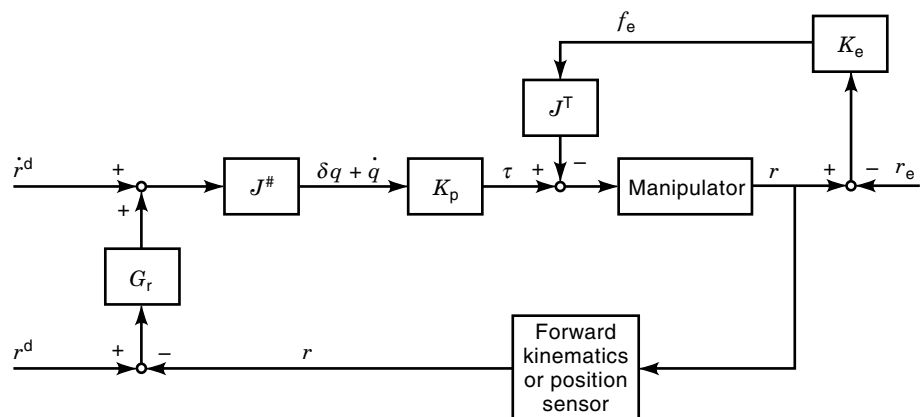 f_e
K_e
J^T
ṙ^d
+
+
J^#
δq + q̇
K_p
τ
+
−
Manipulator
r
+
−
r_e
G_r
r^d
+
−
r
Forward
kinematics
or position
sensor